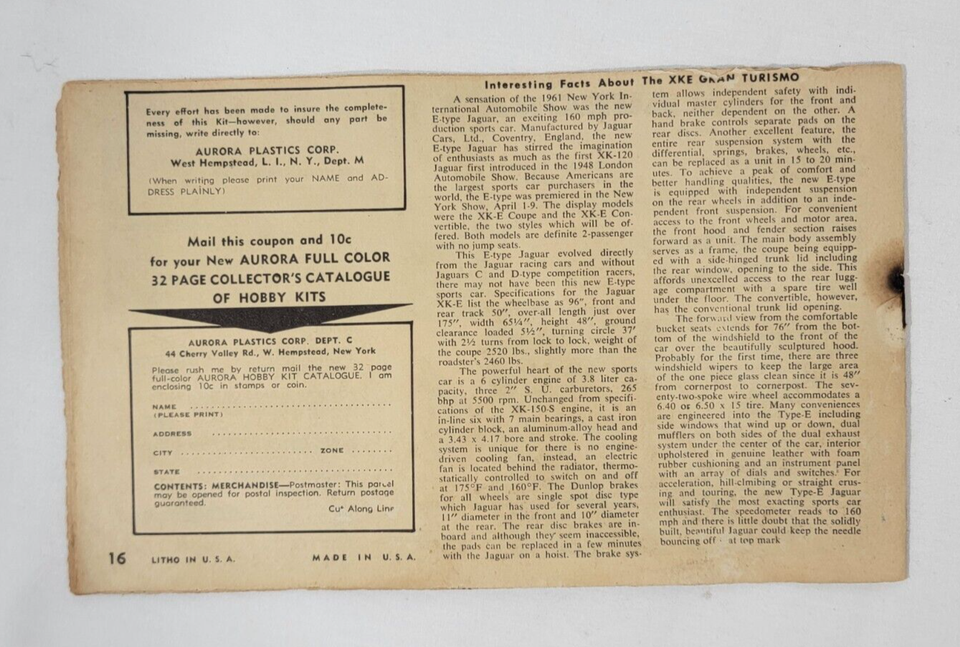 Every effort has been made to insure the complete-
ness of this Kit—however, should any part be
missing, write directly to:
AURORA PLASTICS CORP.
West Hempstead, L. I., N. Y., Dept. M
(When writing please print your NAME and AD-
DRESS PLAINLY)
Mail this coupon and 10c
for your New AURORA FULL COLOR
32 PAGE COLLECTOR'S CATALOGUE
OF HOBBY KITS
AURORA PLASTICS CORP. DEPT. C
44 Cherry Valley Rd., W. Hempstead, New York
Please rush me by return mail the new 32 page
full-color AURORA HOBBY KIT CATALOGUE. I am
enclosing 10c in stamps or coin.
NAME
(PLEASE PRINT)
ADDRESS
CITY ZONE
STATE
CONTENTS: MERCHANDISE—Postmaster: This parcel
may be opened for postal inspection. Return postage
guaranteed.
Cut Along Line
16 LITHO IN U. S. A. MADE IN U. S. A.
Interesting Facts About The XKE GRAN TURISMO
A sensation of the 1961 New York In-
ternational Automobile Show was the new
E-type Jaguar, an exciting 160 mph pro-
duction sports car. Manufactured by Jaguar
Cars, Ltd., Coventry, England, the new
E-type Jaguar has stirred the imagination
of enthusiasts as much as the first XK-120
Jaguar first introduced in the 1948 London
Automobile Show. Because Americans are
the largest sports car purchasers in the
world, the E-type was premiered in the New
York Show, April 1-9. The display models
were the XK-E Coupe and the XK-E Con-
vertible, the two styles which will be of-
fered. Both models are definite 2-passenger
with no jump seats.
This E-type Jaguar evolved directly
from the Jaguar racing cars and without
Jaguars C and D-type competition racers,
there may not have been this new E-type
sports car. Specifications for the Jaguar
XK-E list the wheelbase as 96", front and
rear track 50", over-all length just over
175", width 65¼", height 48", ground
clearance loaded 5½", turning circle 37'
with 2½ turns from lock to lock, weight of
the coupe 2520 lbs., slightly more than the
roadster's 2460 lbs.
The powerful heart of the new sports
car is a 6 cylinder engine of 3.8 liter ca-
pacity, three 2" S. U. carburetors, 265
bhp at 5500 rpm. Unchanged from specifi-
cations of the XK-150-S engine, it is an
in-line six with 7 main bearings, a cast iron
cylinder block, an aluminum-alloy head and
a 3.43 x 4.17 bore and stroke. The cooling
system is unique for there is no engine-
driven cooling fan, instead, an electric
fan is located behind the radiator, thermo-
statically controlled to switch on and off
at 175°F and 160°F. The Dunlop brakes
for all wheels are single spot disc type
which Jaguar has used for several years,
11" diameter in the front and 10" diameter
at the rear. The rear disc brakes are in-
board and although they seem inaccessible,
the pads can be replaced in a few minutes
with the Jaguar on a hoist. The brake sys-
tem allows independent safety with indi-
vidual master cylinders for the front and
back, neither dependent on the other. A
hand brake controls separate pads on the
rear discs. Another excellent feature, the
entire rear suspension system with the
differential, springs, brakes, wheels, etc.,
can be replaced as a unit in 15 to 20 min-
utes. To achieve a peak of comfort and
better handling qualities, the new E-type
is equipped with independent suspension
on the rear wheels in addition to an inde-
pendent front suspension. For convenient
access to the front wheels and motor area,
the front hood and fender section raises
forward as a unit. The main body assembly
serves as a frame, the coupe being equipp-
ed with a side-hinged trunk lid including
the rear window, opening to the side. This
affords unexcelled access to the rear lugg-
age compartment with a spare tire well
under the floor. The convertible, however,
has the conventional trunk lid opening.
The forward view from the comfortable
bucket seats extends for 76" from the bot-
tom of the windshield to the front of the
car over the beautifully sculptured hood.
Probably for the first time, there are three
windshield wipers to keep the large area
of the one piece glass clean since it is 48"
from cornerpost to cornerpost. The sev-
enty-two-spoke wire wheel accommodates a
6.40 or 6.50 x 15 tire. Many conveniences
are engineered into the Type-E including
side windows that wind up or down, dual
mufflers on both sides of the dual exhaust
system under the center of the car, interior
upholstered in genuine leather with foam
rubber cushioning and an instrument panel
with an array of dials and switches. For
acceleration, hill-clmibing or straight crus-
ing and touring, the new Type-E Jaguar
will satisfy the most exacting sports car
enthusiast. The speedometer reads to 160
mph and there is little doubt that the solidly
built, beautiful Jaguar could keep the needle
bouncing off at top mark